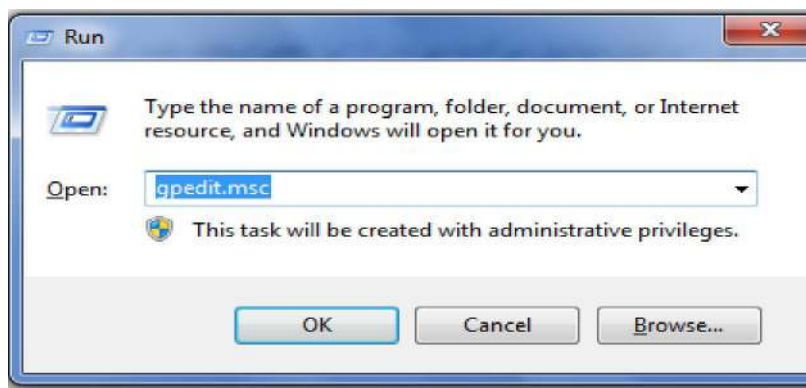 Run
Type the name of a program, folder, document, or Internet
resource, and Windows will open it for you.
Open: gpedit.msc
This task will be created with administrative privileges.
OK Cancel Browse...